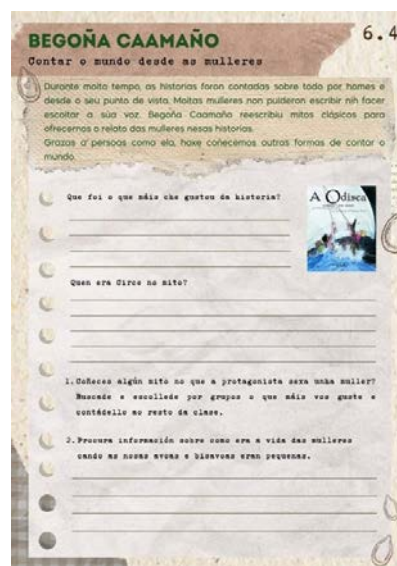 6.4
BEGOÑA CAAMAÑO
Contar o mundo desde as mulleres
Durante moito tempo, as historias foron contadas sobre todo por homes e
desde o seu punto de vista. Moitas mulleres non puideron escribir nin facer
escoitar a súa voz. Begoña Caamaño reescribiu mitos clásicos para
ofrecernos o relato das mulleres nesas historias.
Grazas a persoas como ela, hoxe coñecemos outras formas de contar o
mundo.
Que foi o que máis che gustou da historia?
A Odisea
Quen era Circe no mito?
1. Coñeces algún mito no que a protagonista sexa unha muller?
Buscade e escollede por grupos o que máis vos guste e
contádello ao resto da clase.
2. Procura información sobre como era a vida das mulleres
cando as nosas avoas e bisavoas eran pequenas.